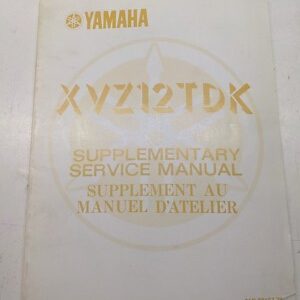 YAMAHA
XVZ12TDK
SUPPLEMENTARY
SERVICE MANUAL
SUPPLEMENT AU
MANUEL D'ATELIER